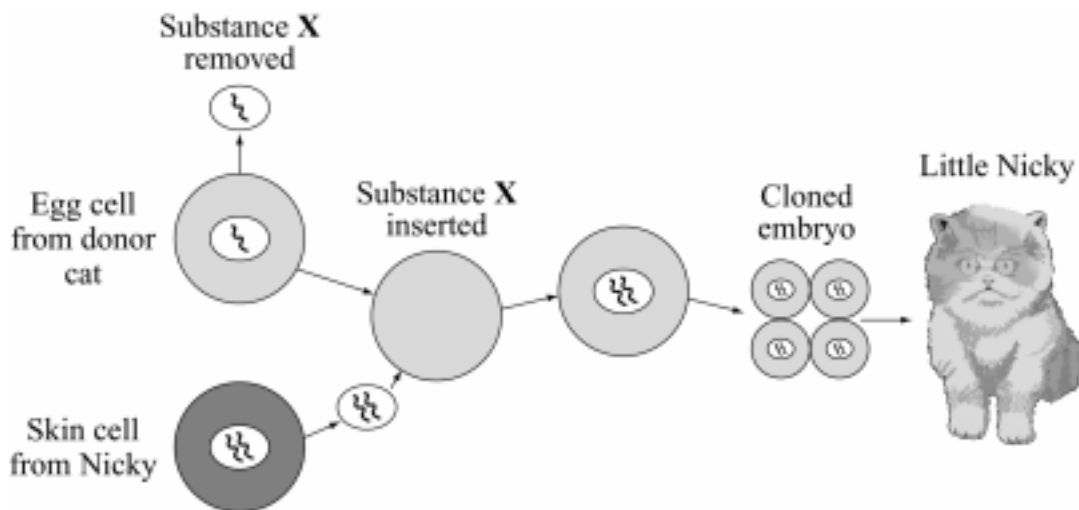 Substance X
removed
Egg cell
from donor
cat
Substance X
inserted
Cloned
embryo
Little Nicky
Skin cell
from Nicky